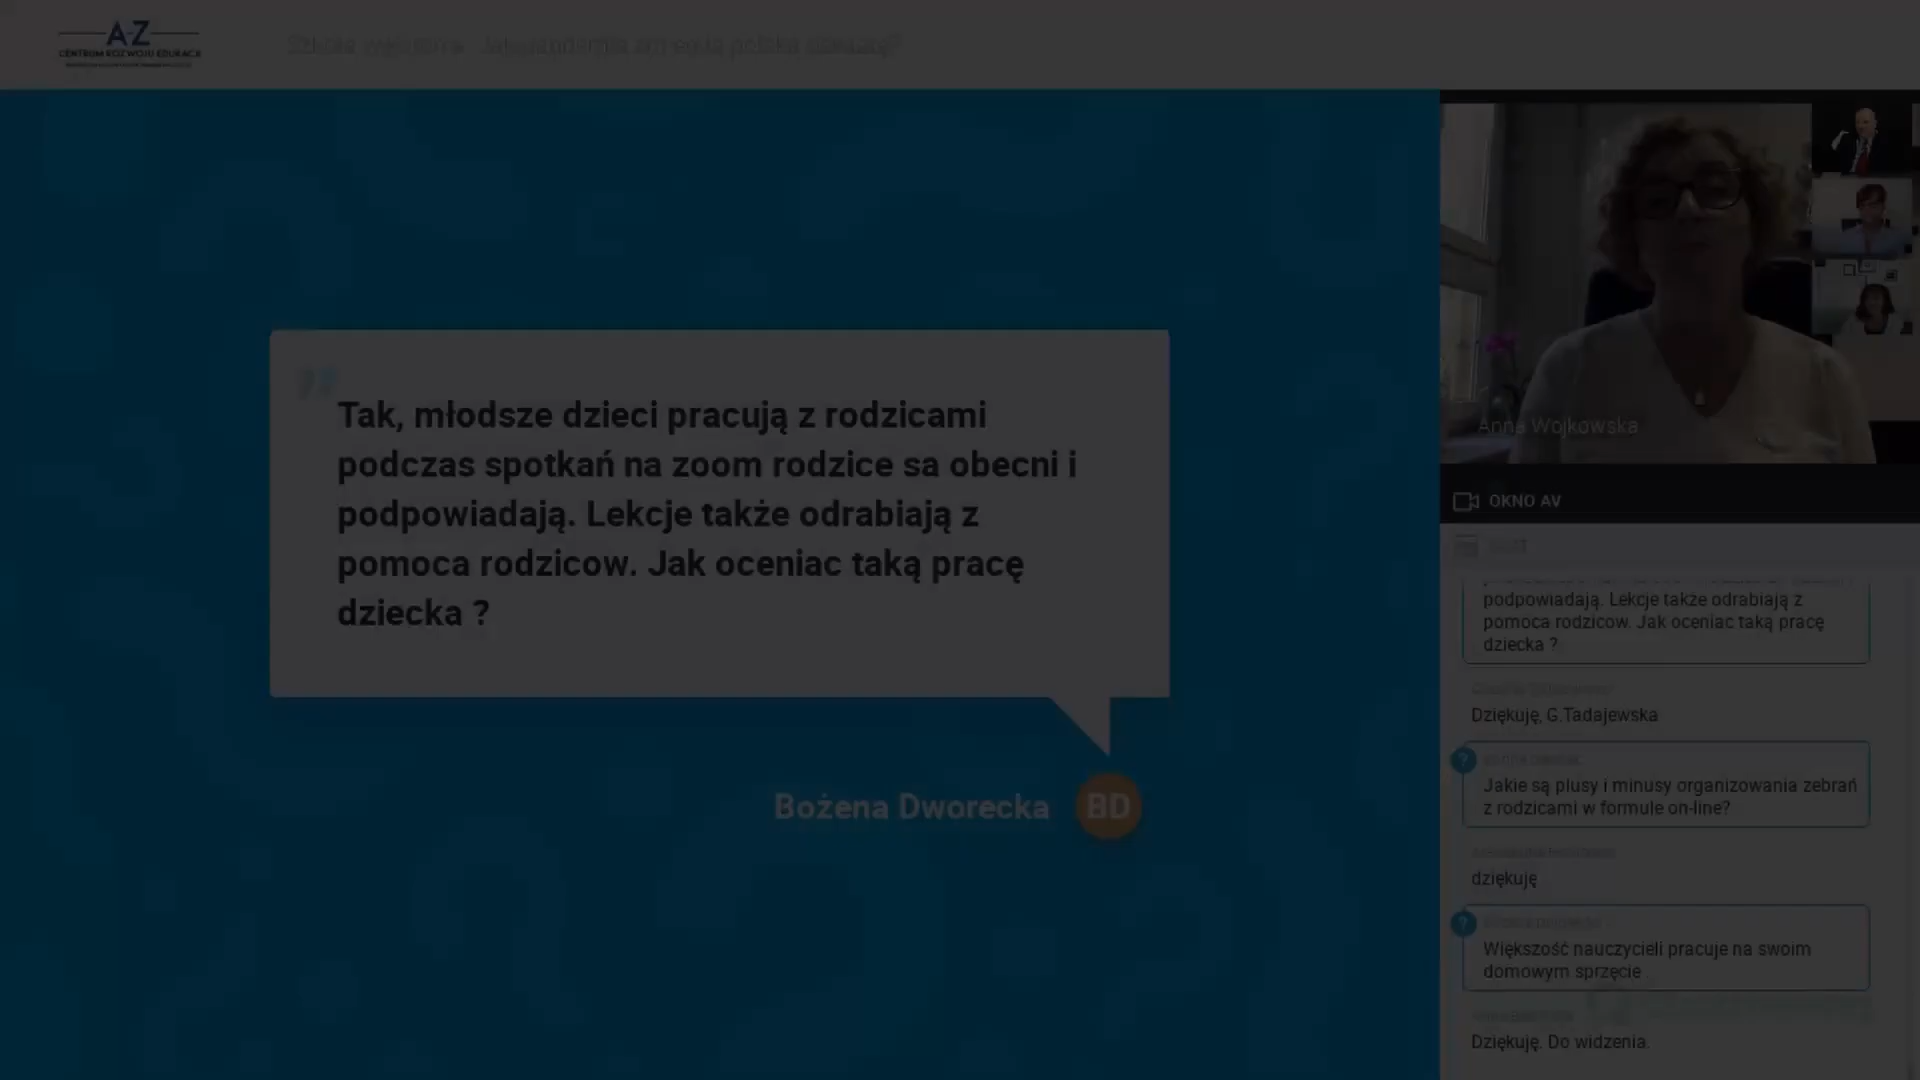 A-Z
CENTRUM ROZWOJU EDUKACJI
Tak, młodsze dzieci pracują z rodzicami
podczas spotkań na zoom rodzice sa obecni i
podpowiadają. Lekcje także odrabiają z
pomoca rodzicow. Jak oceniac taką pracę
dziecka ?
Bożena Dworecka
BD
Anna Wojkowska
OKNO AV
podpowiadają. Lekcje także odrabiają z
pomoca rodzicow. Jak oceniac taką pracę
dziecka ?
Dziękuję, G.Tadajewska
?
Jakie są plusy i minusy organizowania zebrań
z rodzicami w formule on-line?
dziękuję
?
Większość nauczycieli pracuje na swoim
domowym sprzęcie .
Dziękuję. Do widzenia.